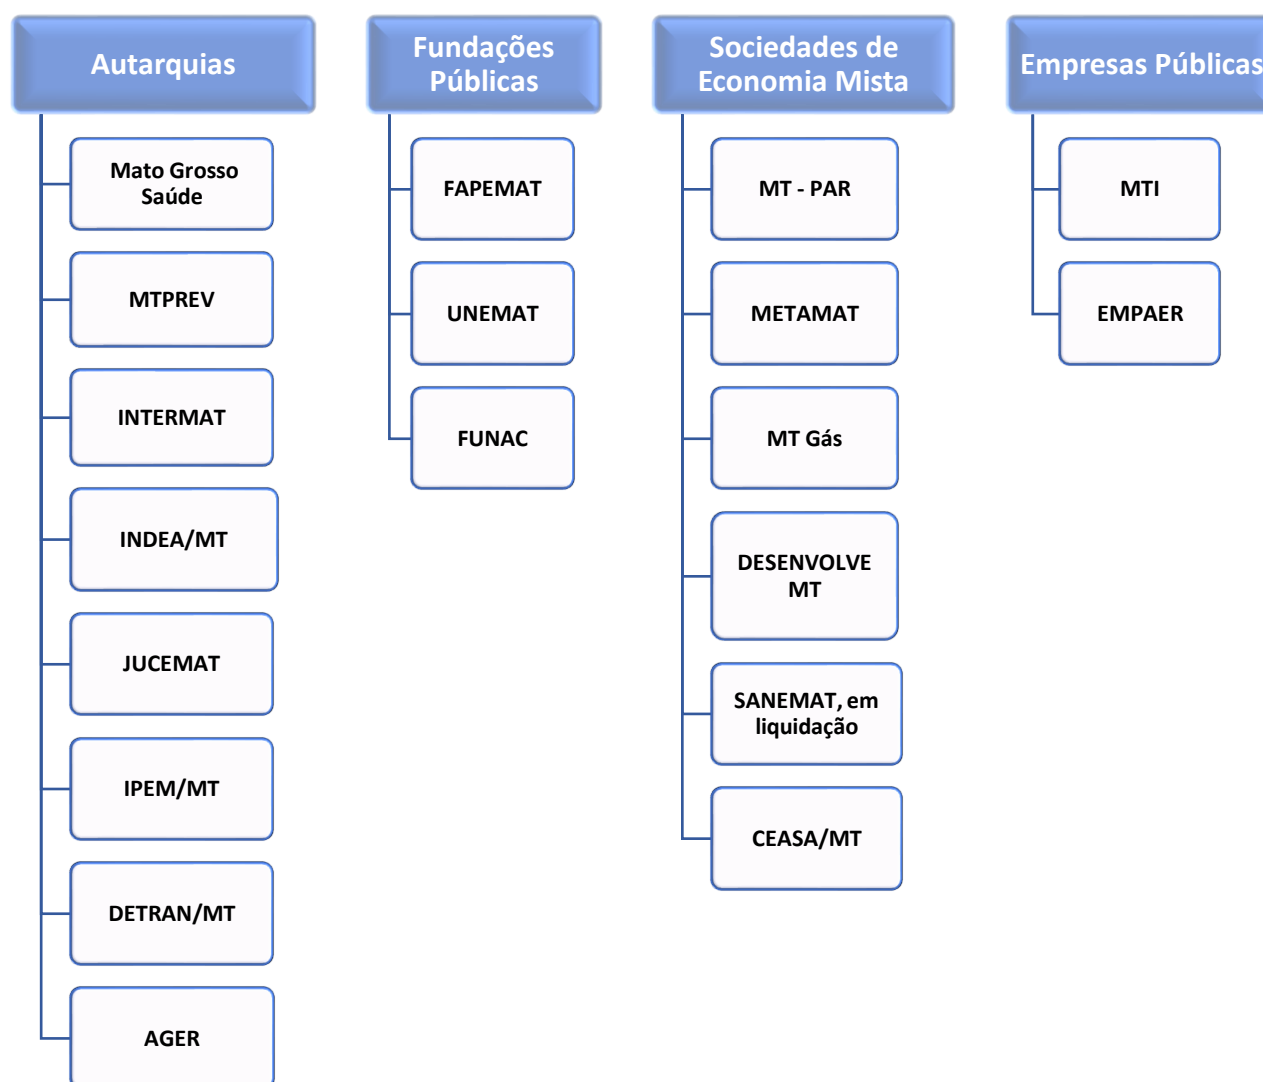 Autarquias
Mato Grosso
Saúde
MTPREV
INTERMAT
INDEA/MT
JUCEMAT
IPEM/MT
DETRAN/MT
AGER
Fundações
Públicas
FAPEMAT
UNEMAT
FUNAC
Sociedades de
Economia Mista
MT - PAR
METAMAT
MT Gás
DESENVOLVE
MT
SANEMAT, em
liquidação
CEASA/MT
Empresas Públicas
MTI
EMPAER